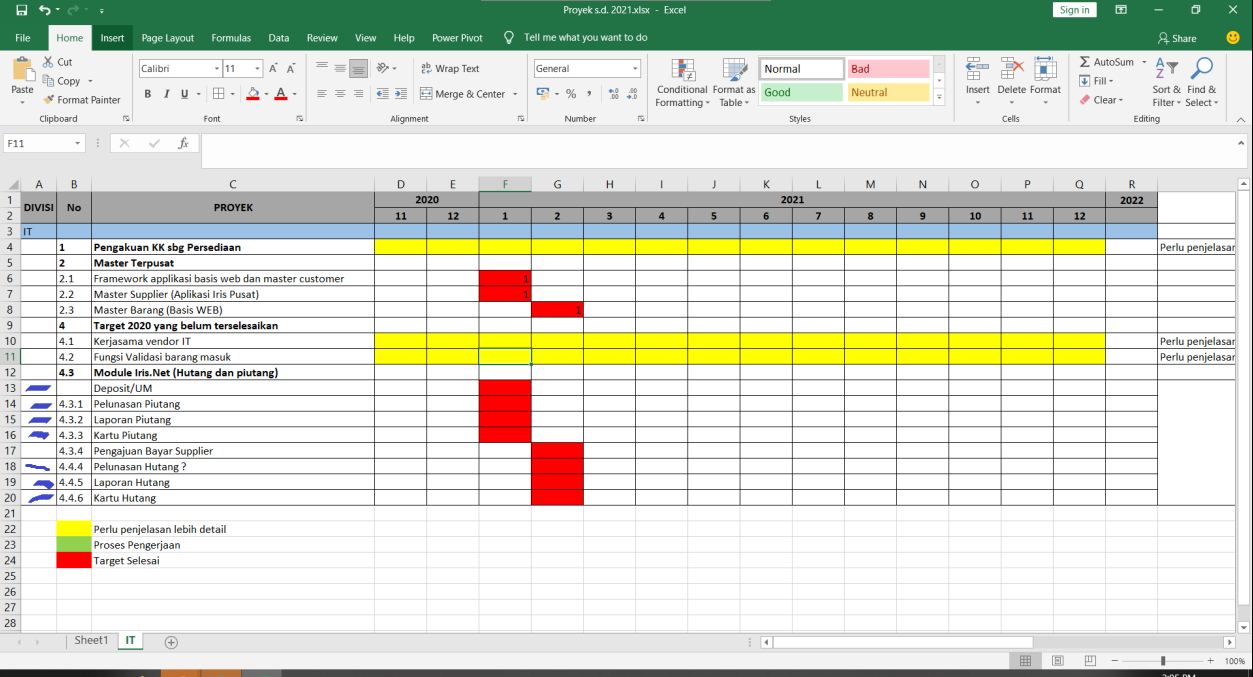 Proyek s.d. 2021.xlsx - Excel
Sign in
File Home Insert Page Layout Formulas Data Review View Help Power Pivot Tell me what you want to do Share
Cut
Copy
Format Painter
Paste
Clipboard
Calibri 11
B I U
Font
Wrap Text
Merge & Center
Alignment
General
Number
Conditional Formatting
Format as Table
Normal Bad
Good Neutral
Styles
Insert Delete Format
Cells
AutoSum
Fill
Clear
Sort & Filter
Find & Select
Editing
F11
fx
A B C D E F G H I J K L M N O P Q R
1 DIVISI No PROYEK 2020 2021 2022
2 11 12 1 2 3 4 5 6 7 8 9 10 11 12
3 IT
4 1 Pengakuan KK sbg Persediaan Perlu penjelasan
5 2 Master Terpusat
6 2.1 Framework applikasi basis web dan master customer 1
7 2.2 Master Supplier (Aplikasi Iris Pusat) 1
8 2.3 Master Barang (Basis WEB) 1
9 4 Target 2020 yang belum terselesaikan
10 4.1 Kerjasama vendor IT Perlu penjelasan
11 4.2 Fungsi Validasi barang masuk Perlu penjelasan
12 4.3 Module Iris.Net (Hutang dan piutang)
13 Deposit/UM
14 4.3.1 Pelunasan Piutang
15 4.3.2 Laporan Piutang
16 4.3.3 Kartu Piutang
17 4.3.4 Pengajuan Bayar Supplier
18 4.4.4 Pelunasan Hutang ?
19 4.4.5 Laporan Hutang
20 4.4.6 Kartu Hutang
21
22 Perlu penjelasan lebih detail
23 Proses Pengerjaan
24 Target Selesai
25
26
27
28
Sheet1 IT
100%